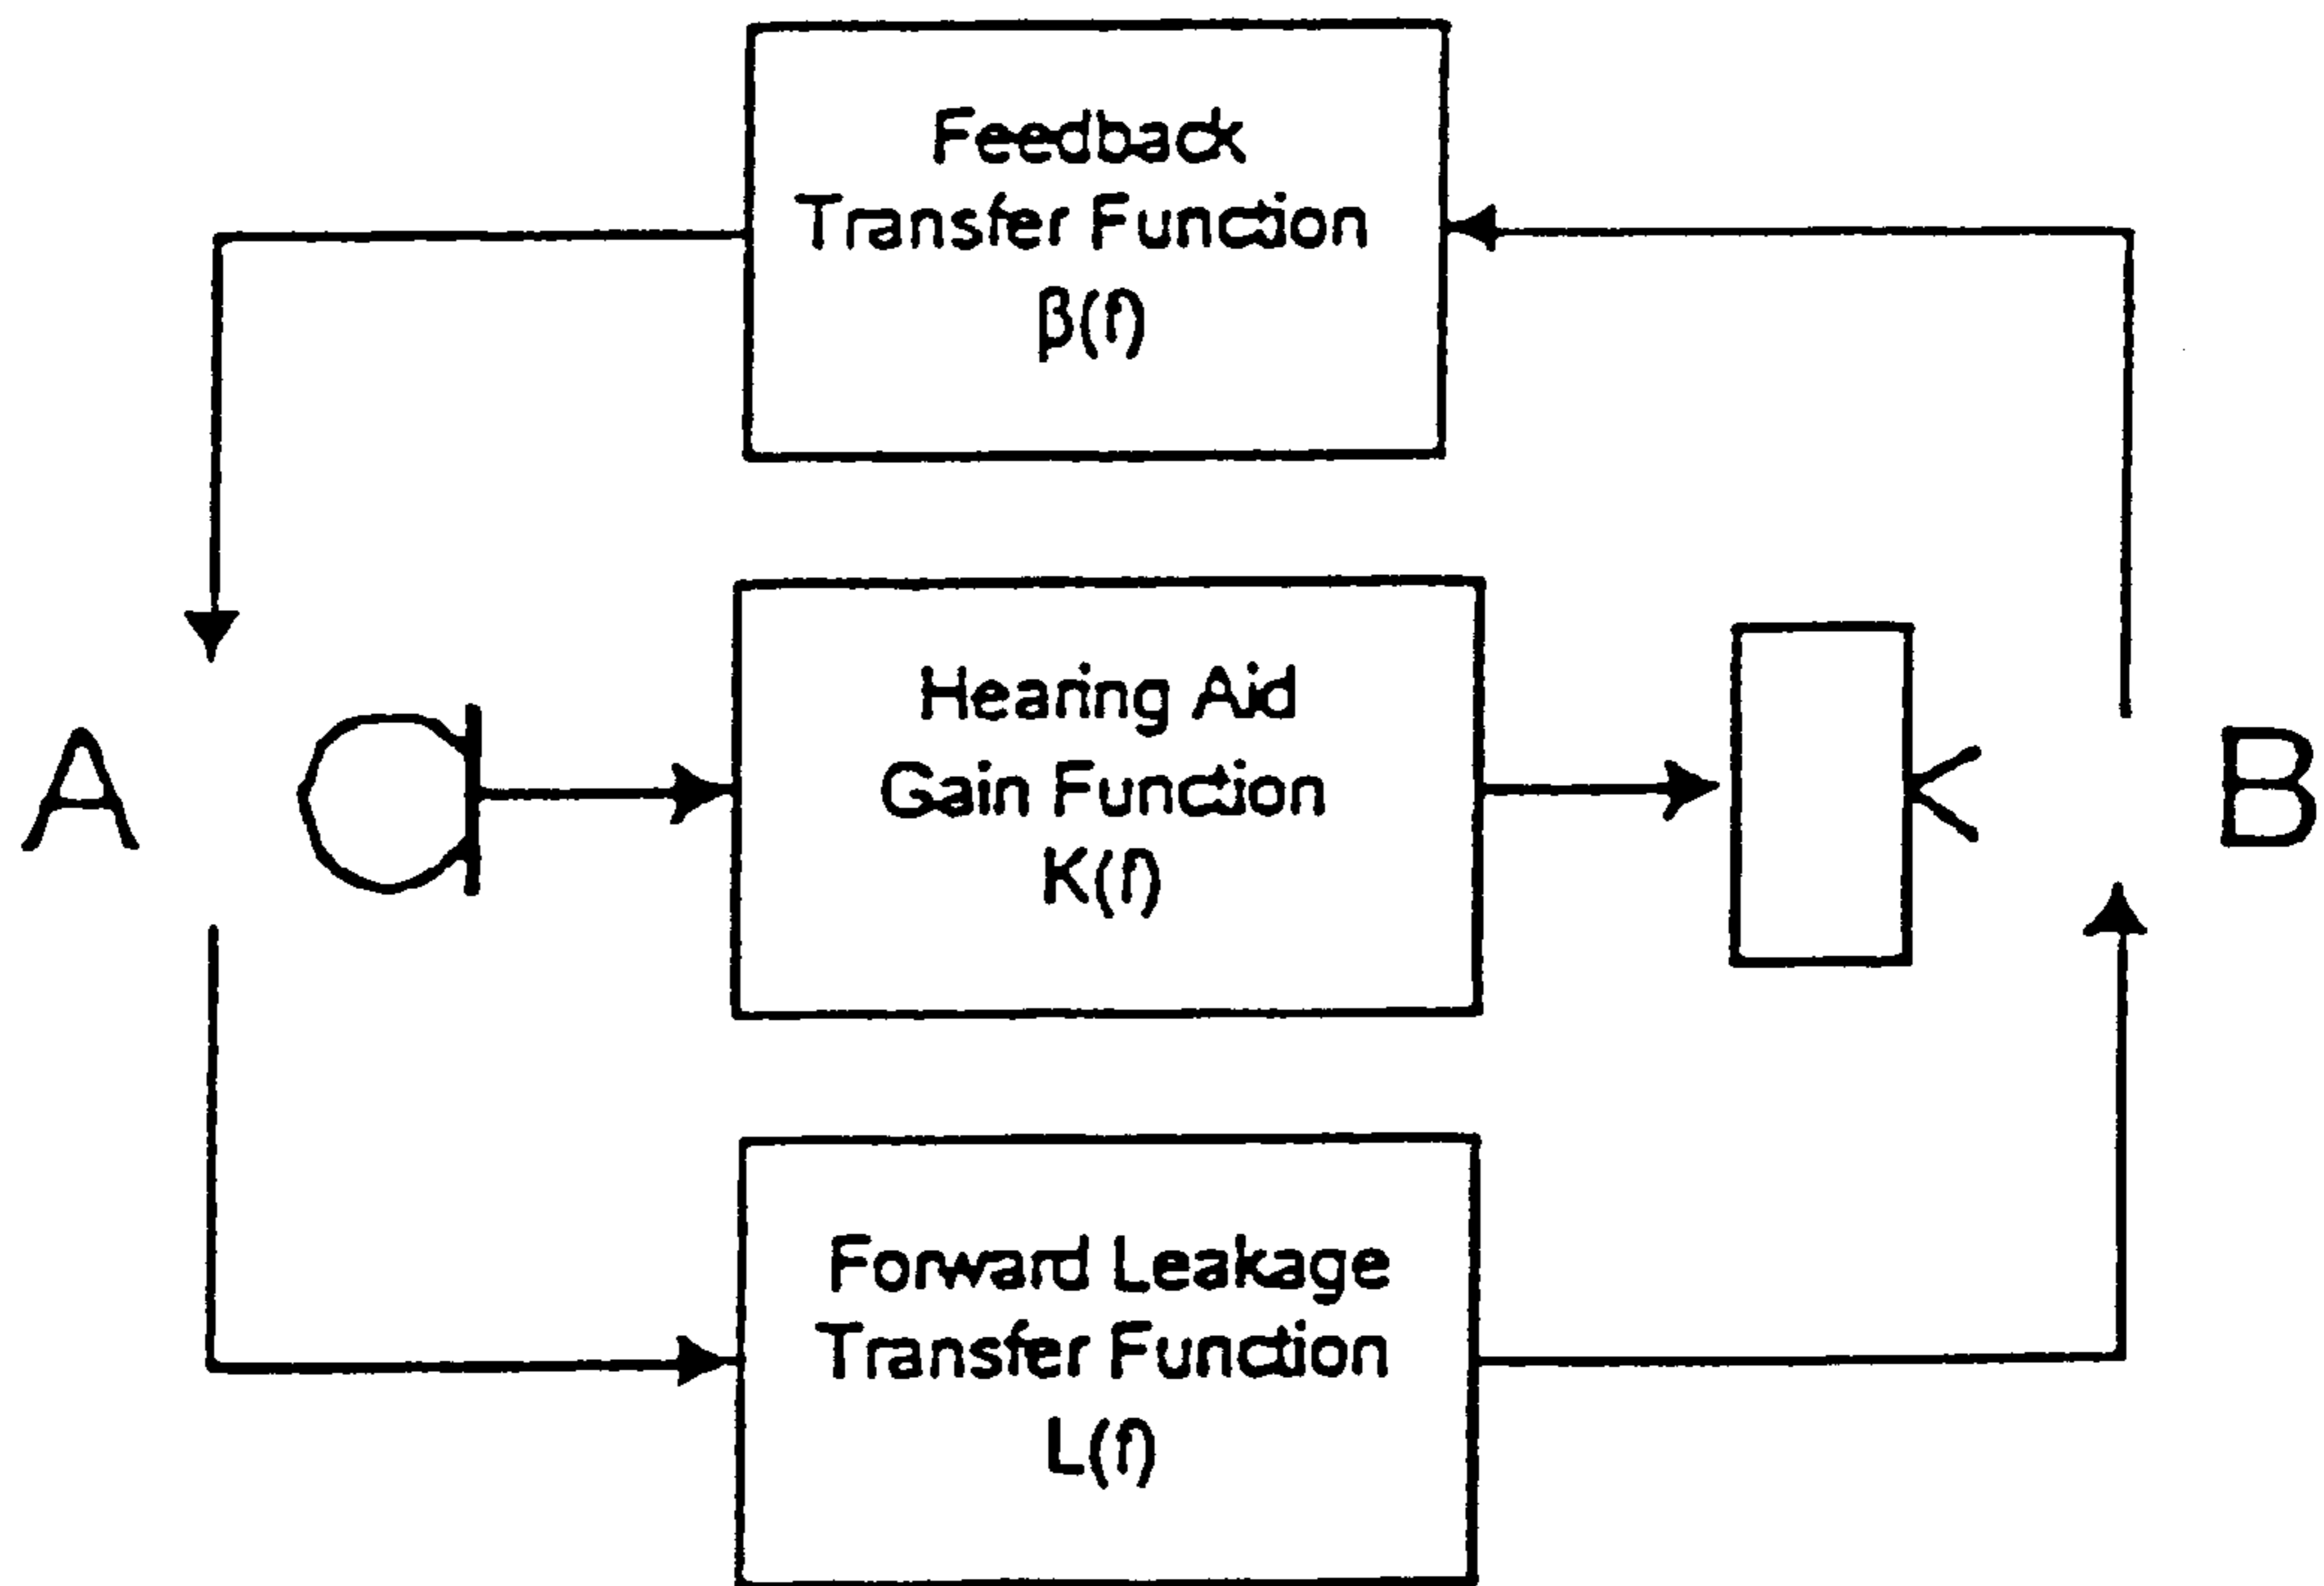 Feedback
Transfer Function
β(f)
A
Hearing Aid
Gain Function
K(f)
B
Forward Leakage
Transfer Function
L(f)